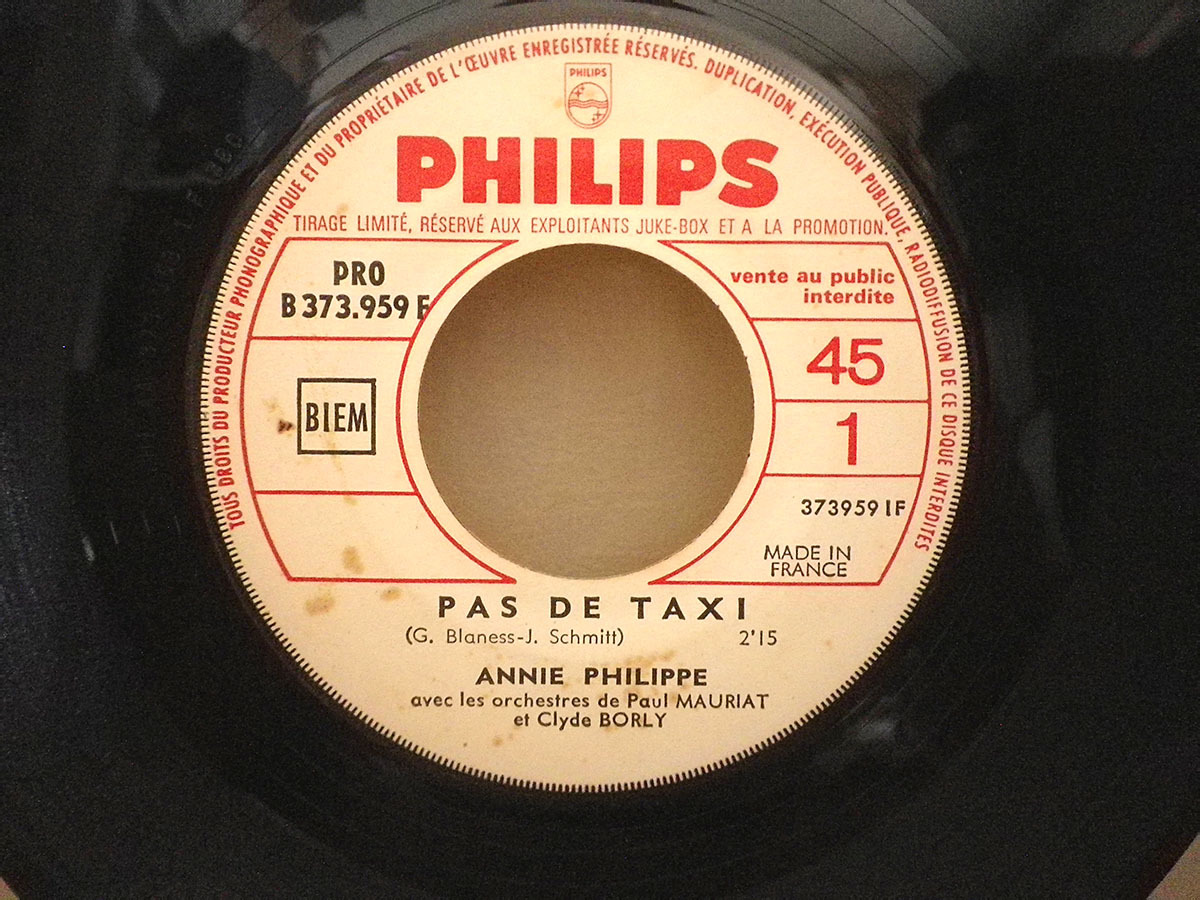 TOUS DROITS DU PRODUCTEUR PHONOGRAPHIQUE ET DU PROPRIÉTAIRE DE L'ŒUVRE ENREGISTRÉE RÉSERVÉS. DUPLICATION, EXÉCUTION PUBLIQUE, RADIODIFFUSION DE CE DISQUE INTERDITES
PHILIPS
PHILIPS
TIRAGE LIMITÉ, RÉSERVÉ AUX EXPLOITANTS JUKE-BOX ET A LA PROMOTION.
PRO
B 373.959 F
vente au public
interdite
45
BIEM
1
373959 1F
MADE IN
FRANCE
PAS DE TAXI
(G. Blaness-J. Schmitt) 2'15
ANNIE PHILIPPE
avec les orchestres de Paul MAURIAT
et Clyde BORLY